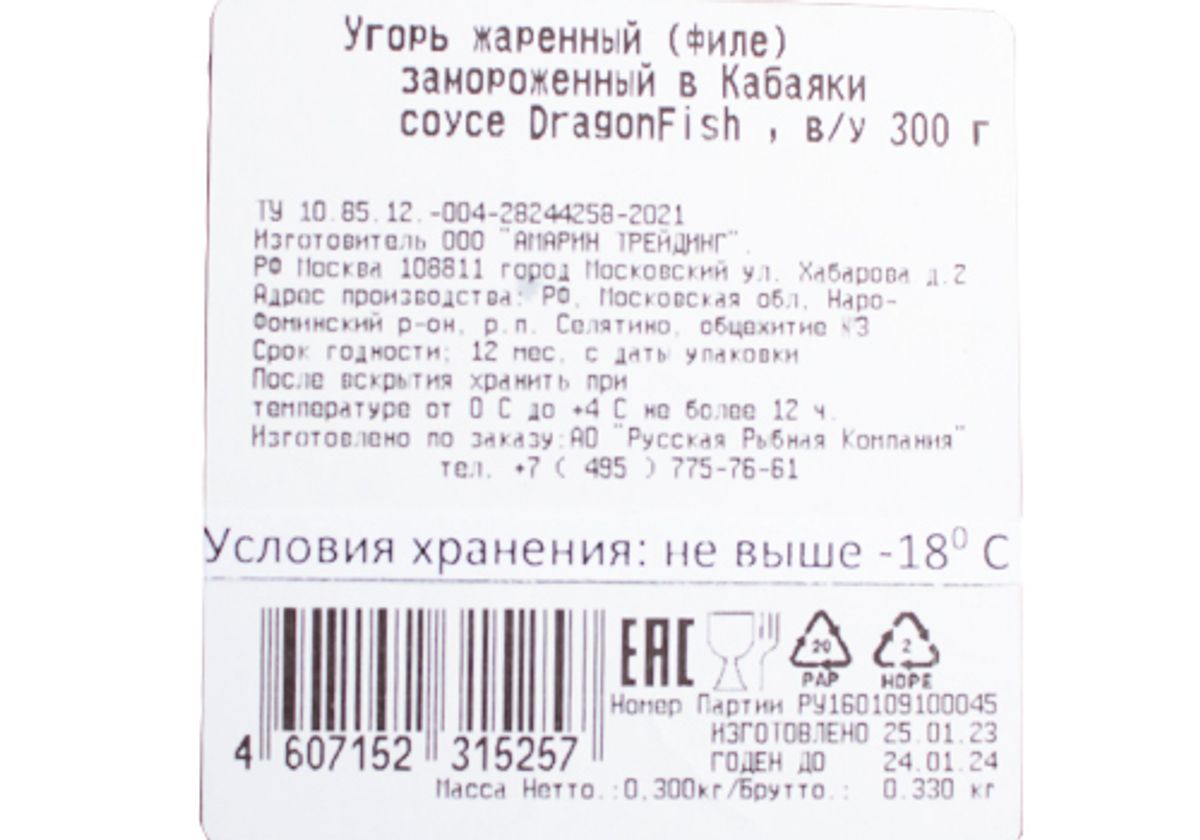 Угорь жаренный (филе)
замороженный в Кабаяки
соусе DragonFish , в/у 300 г
ТУ 10.85.12.-004-28244258-2021
Изготовитель ООО "АМАРИН ТРЕЙДИНГ".
РФ Москва 108811 город Московский ул. Хабарова д.2
Адрес производства: РФ, Московская обл, Наро-
Фоминский р-он, р.п. Селятино, общежитие №3
Срок годности: 12 мес. с даты упаковки
После вскрытия хранить при
температуре от 0 С до +4 С не более 12 ч.
Изготовлено по заказу:АО "Русская Рыбная Компания"
тел. +7 ( 495 ) 775-76-61
Условия хранения: не выше -18⁰ С
EAC
20
PAP
2
HDPE
Номер Партии РУ160109100045
ИЗГОТОВЛЕНО 25.01.23
ГОДЕН ДО 24.01.24
4 607152 315257
Масса Нетто.:0,300кг/Брутто.: 0.330 кг